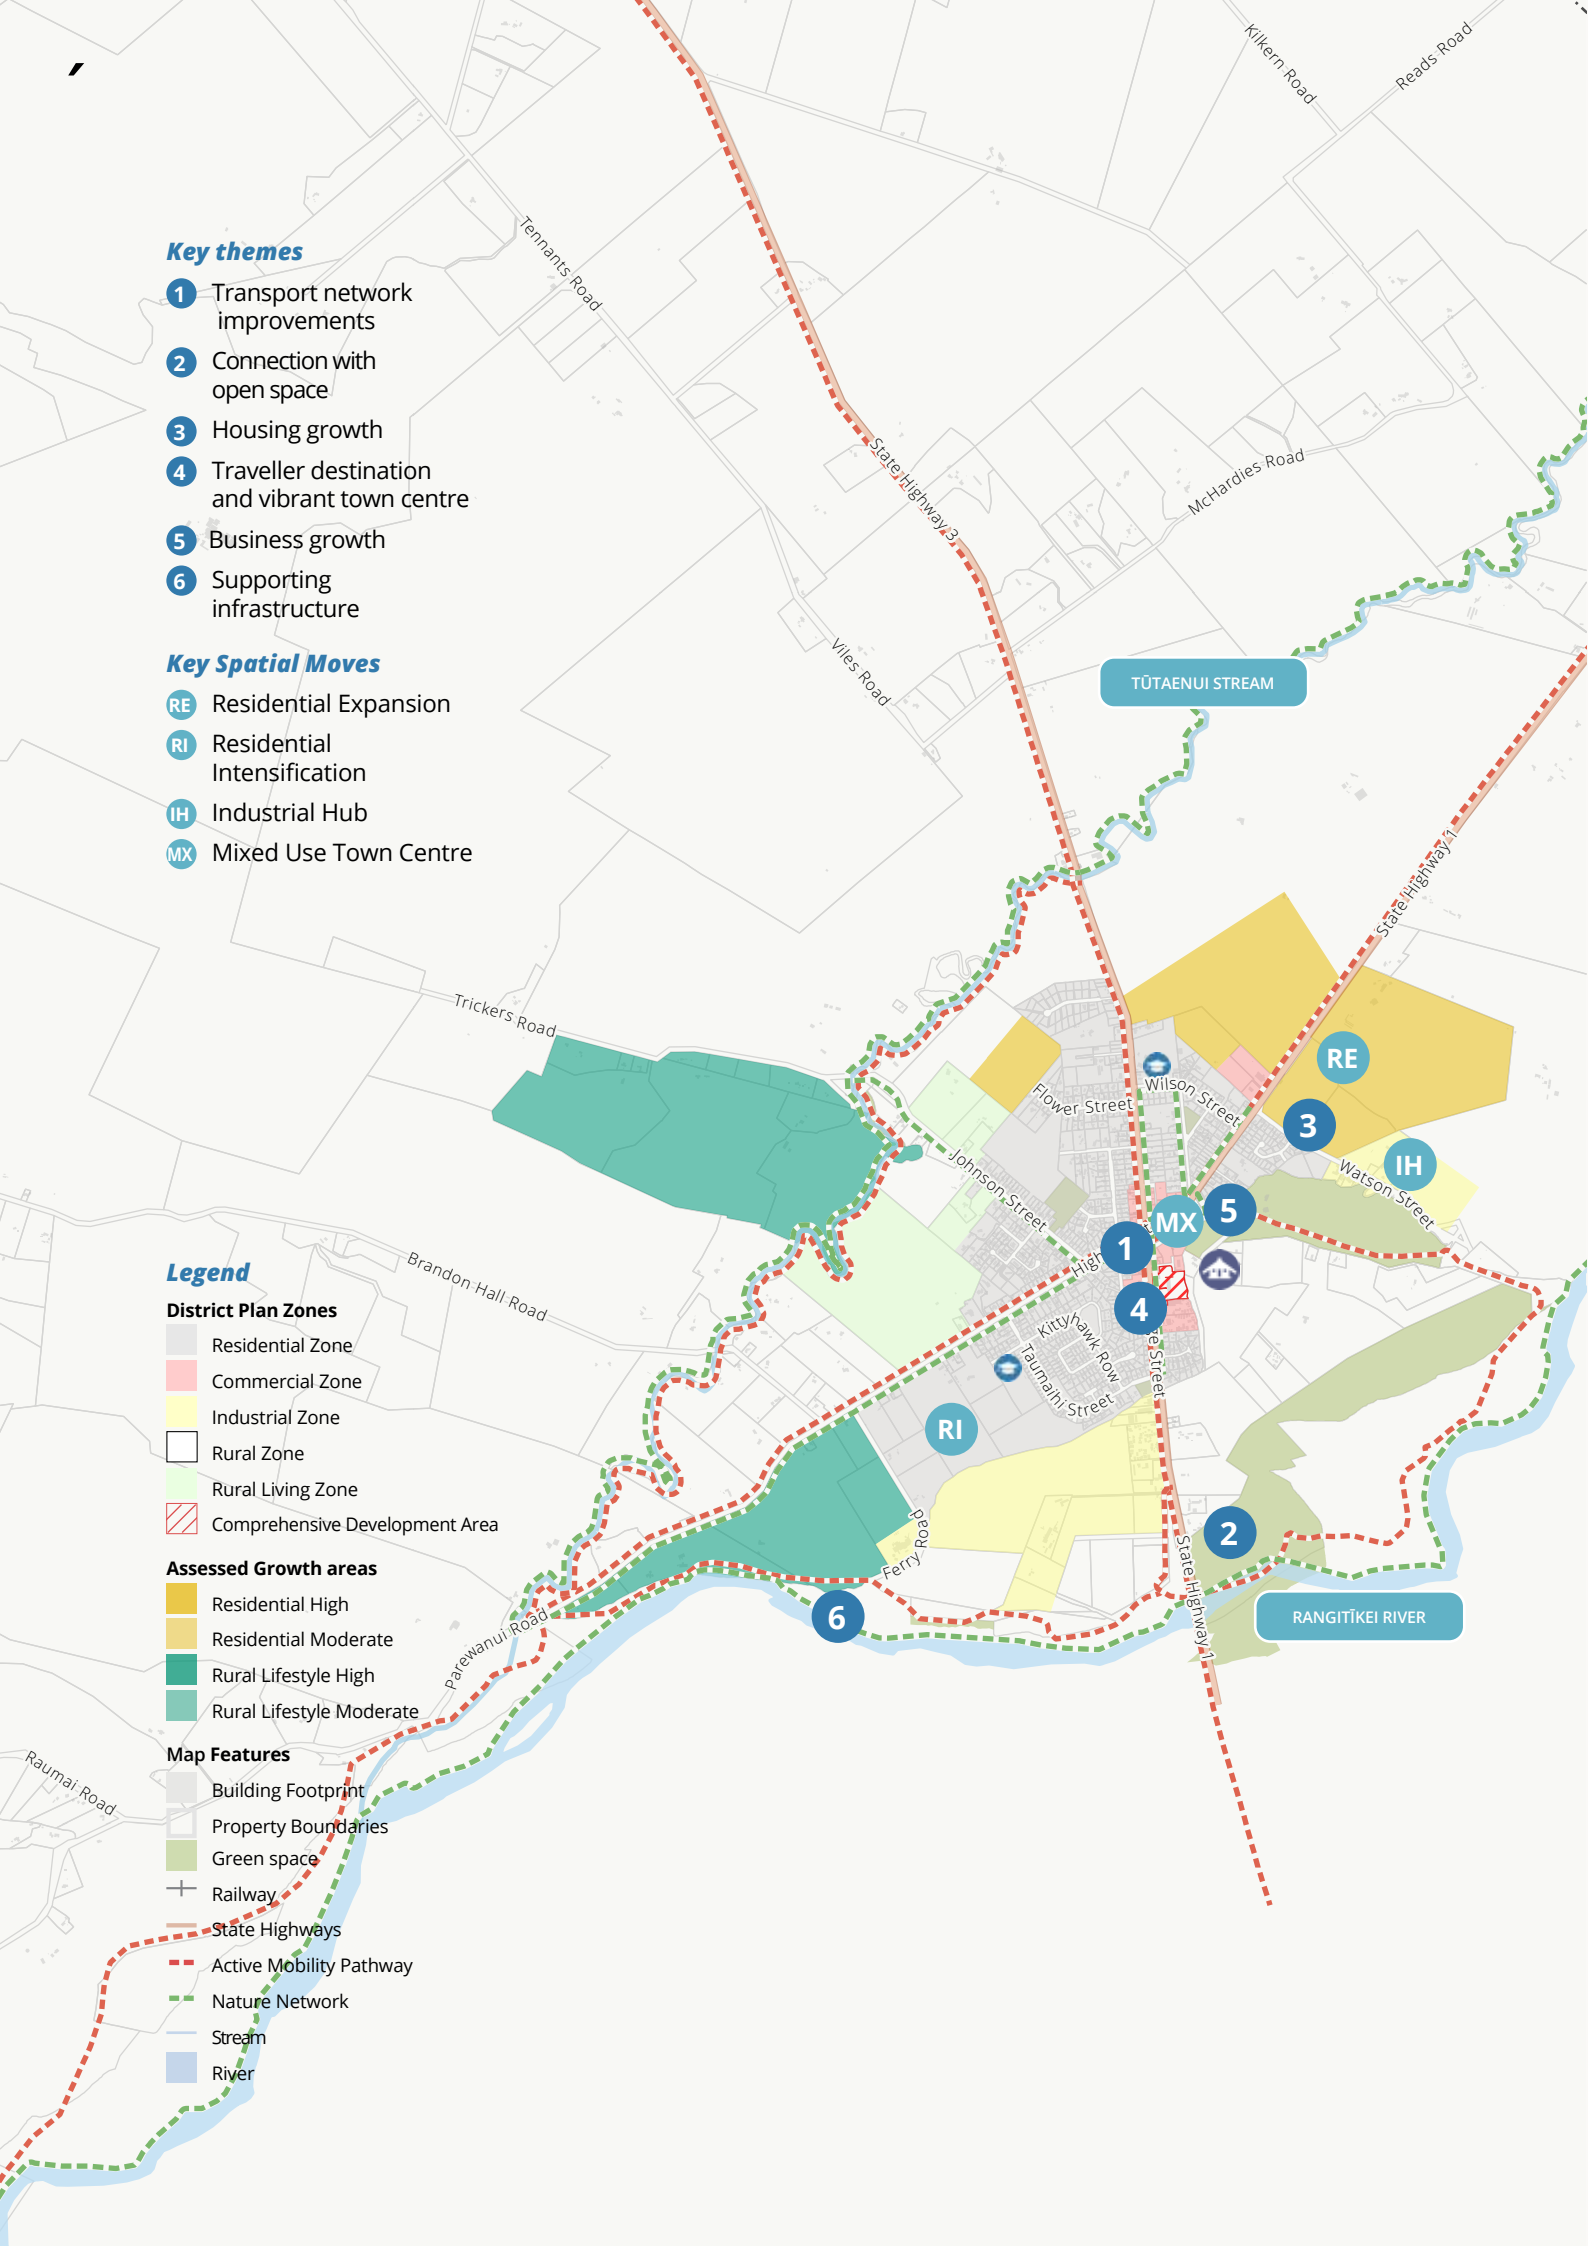 Kilkern Road
Reads Road
Key themes
1 Transport network
improvements
2 Connection with
open space
3 Housing growth
4 Traveller destination
and vibrant town centre
5 Business growth
6 Supporting
infrastructure
Key Spatial Moves
RE Residential Expansion
RI Residential
Intensification
IH Industrial Hub
MX Mixed Use Town Centre
Tennants Road
State Highway 3
McHardies Road
Viles Road
TŪTAENUI STREAM
State Highway 1
Trickers Road
RE
Flower Street
Wilson Street
3
IH
Johnson Street
Watson Street
MX
5
1
High
4
Brandon Hall Road
Kittyhawk Row
ge Street
Taumaihi Street
RI
Ferry Road
2
State Highway 1
6
RANGITĪKEI RIVER
Parewanui Road
Raumai Road
Legend
District Plan Zones
Residential Zone
Commercial Zone
Industrial Zone
Rural Zone
Rural Living Zone
Comprehensive Development Area
Assessed Growth areas
Residential High
Residential Moderate
Rural Lifestyle High
Rural Lifestyle Moderate
Map Features
Building Footprint
Property Boundaries
Green space
Railway
State Highways
Active Mobility Pathway
Nature Network
Stream
River